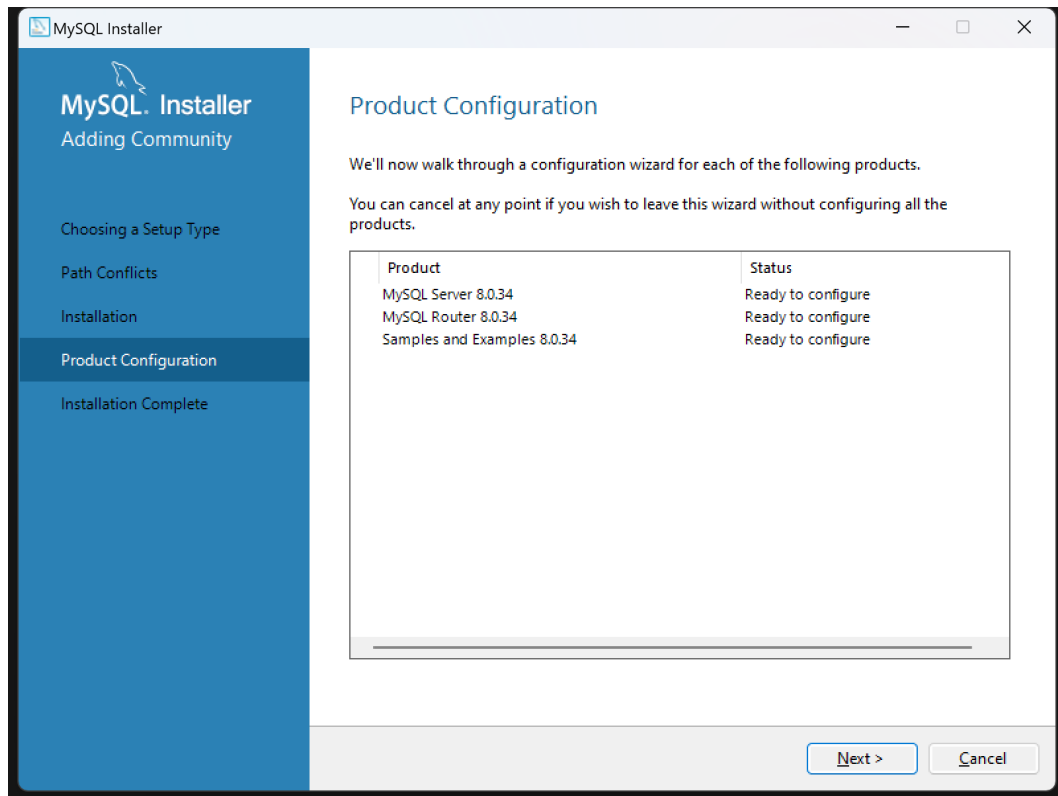 MySQL Installer
MySQL. Installer
Adding Community
Choosing a Setup Type
Path Conflicts
Installation
Product Configuration
Installation Complete
Product Configuration
We'll now walk through a configuration wizard for each of the following products.
You can cancel at any point if you wish to leave this wizard without configuring all the
products.
Product Status
MySQL Server 8.0.34 Ready to configure
MySQL Router 8.0.34 Ready to configure
Samples and Examples 8.0.34 Ready to configure
Next >
Cancel